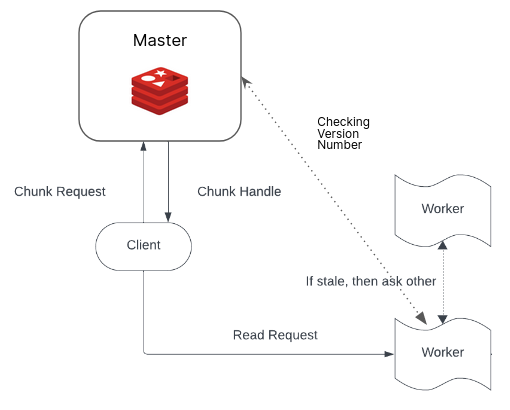 Master
Checking
Version
Number
Chunk Request
Chunk Handle
Worker
Client
If stale, then ask other
Read Request
Worker